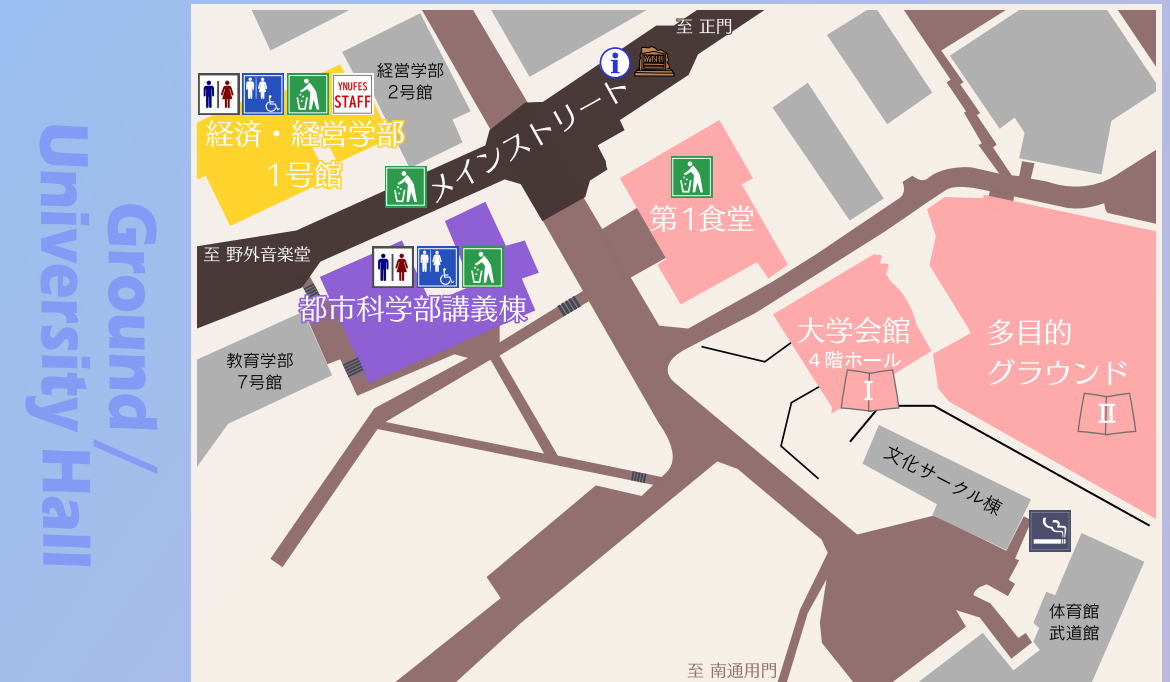 至 正門
経営学部
2号館
YNUFES
STAFF
経済・経営学部
1号館
メインストリート
第1食堂
至 野外音楽堂
都市科学部講義棟
教育学部
7号館
大学会館
4階ホール
I
多目的
グラウンド
II
文化サークル棟
体育館
武道館
至 南通用門
Ground /
University Hall